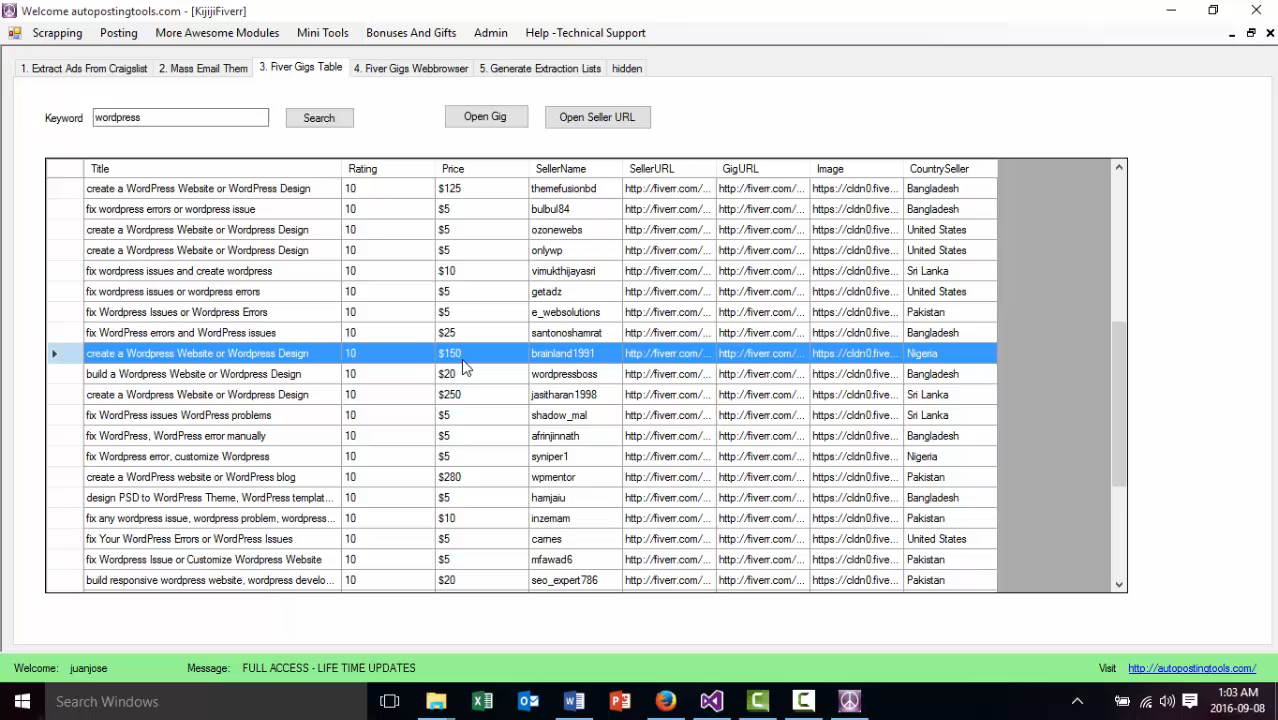 Welcome autopostingtools.com - [KijijiFiverr]
Scrapping Posting More Awesome Modules Mini Tools Bonuses And Gifts Admin Help -Technical Support
1. Extract Ads From Craigslist 2. Mass Email Them 3. Fiver Gigs Table 4. Fiver Gigs Webbrowser 5. Generate Extraction Lists hidden
Keyword wordpress Search Open Gig Open Seller URL
Title Rating Price SellerName SellerURL GigURL Image CountrySeller
create a WordPress Website or WordPress Design 10 $125 themefusionbd http://fiverr.com/... http://fiverr.com/... https://cldn0.five... Bangladesh
fix wordpress errors or wordpress issue 10 $5 bulbul84 http://fiverr.com/... http://fiverr.com/... https://cldn0.five... Bangladesh
create a Wordpress Website or Wordpress Design 10 $5 ozonewebs http://fiverr.com/... http://fiverr.com/... https://cldn0.five... United States
create a Wordpress Website or Wordpress Design 10 $5 onlywp http://fiverr.com/... http://fiverr.com/... https://cldn0.five... United States
fix wordpress issues and create wordpress 10 $10 vimukthijayasri http://fiverr.com/... http://fiverr.com/... https://cldn0.five... Sri Lanka
fix wordpress issues or wordpress errors 10 $5 getadz http://fiverr.com/... http://fiverr.com/... https://cldn0.five... United States
fix Wordpress Issues or Wordpress Errors 10 $5 e_websolutions http://fiverr.com/... http://fiverr.com/... https://cldn0.five... Pakistan
fix WordPress errors and WordPress issues 10 $25 santonoshamrat http://fiverr.com/... http://fiverr.com/... https://cldn0.five... Bangladesh
create a Wordpress Website or Wordpress Design 10 $150 brainland1991 http://fiverr.com/... http://fiverr.com/... https://cldn0.five... Nigeria
build a Wordpress Website or Wordpress Design 10 $20 wordpressboss http://fiverr.com/... http://fiverr.com/... https://cldn0.five... Bangladesh
create a Wordpress Website or Wordpress Design 10 $250 jasitharan1998 http://fiverr.com/... http://fiverr.com/... https://cldn0.five... Sri Lanka
fix WordPress issues WordPress problems 10 $5 shadow_mal http://fiverr.com/... http://fiverr.com/... https://cldn0.five... Sri Lanka
fix WordPress, WordPress error manually 10 $5 afrinjinnath http://fiverr.com/... http://fiverr.com/... https://cldn0.five... Bangladesh
fix Wordpress error, customize Wordpress 10 $5 syniper1 http://fiverr.com/... http://fiverr.com/... https://cldn0.five... Nigeria
create a WordPress website or WordPress blog 10 $280 wpmentor http://fiverr.com/... http://fiverr.com/... https://cldn0.five... Pakistan
design PSD to WordPress Theme, WordPress templat... 10 $5 hamjaiu http://fiverr.com/... http://fiverr.com/... https://cldn0.five... Bangladesh
fix any wordpress issue, wordpress problem, wordpress... 10 $10 inzemam http://fiverr.com/... http://fiverr.com/... https://cldn0.five... Pakistan
fix Your WordPress Errors or WordPress Issues 10 $5 cames http://fiverr.com/... http://fiverr.com/... https://cldn0.five... United States
fix Wordpress Issue or Customize Wordpress Website 10 $5 mfawad6 http://fiverr.com/... http://fiverr.com/... https://cldn0.five... Pakistan
build responsive wordpress website, wordpress develo... 10 $20 seo_expert786 http://fiverr.com/... http://fiverr.com/... https://cldn0.five... Pakistan
Welcome: juanjose Message: FULL ACCESS - LIFE TIME UPDATES Visit http://autopostingtools.com/
Search Windows
1:03 AM
2016-09-08